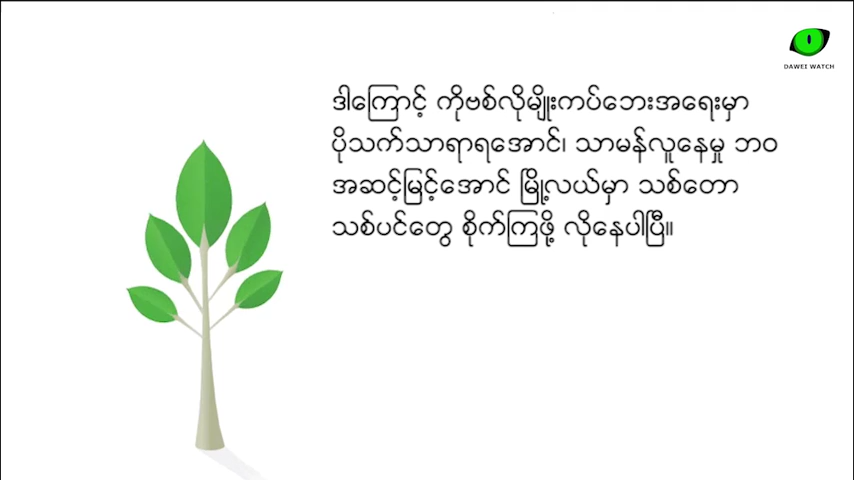 DAWEI WATCH
ဒါကြောင့် ကိုဗစ်လိုမျိုးကပ်ဘေးအရေးမှာ
ပိုသက်သာရာရအောင်၊ သာမန်လူနေမှု ဘဝ
အဆင့်မြင့်အောင် မြို့လယ်မှာ သစ်တော
သစ်ပင်တွေ စိုက်ကြဖို့ လိုနေပါပြီ။